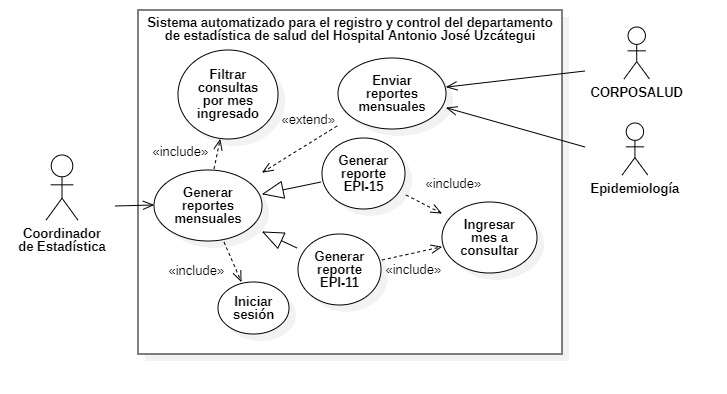 Sistema automatizado para el registro y control del departamento
de estadística de salud del Hospital Antonio José Uzcátegui
Filtrar
consultas
por mes
ingresado
Enviar
reportes
mensuales
CORPOSALUD
«extend»
«include»
Generar
reporte
EPI-15
Epidemiología
«include»
Generar
reportes
mensuales
Coordinador
de Estadística
Ingresar
mes a
consultar
«include»
Generar
reporte
EPI-11
«include»
Iniciar
sesión